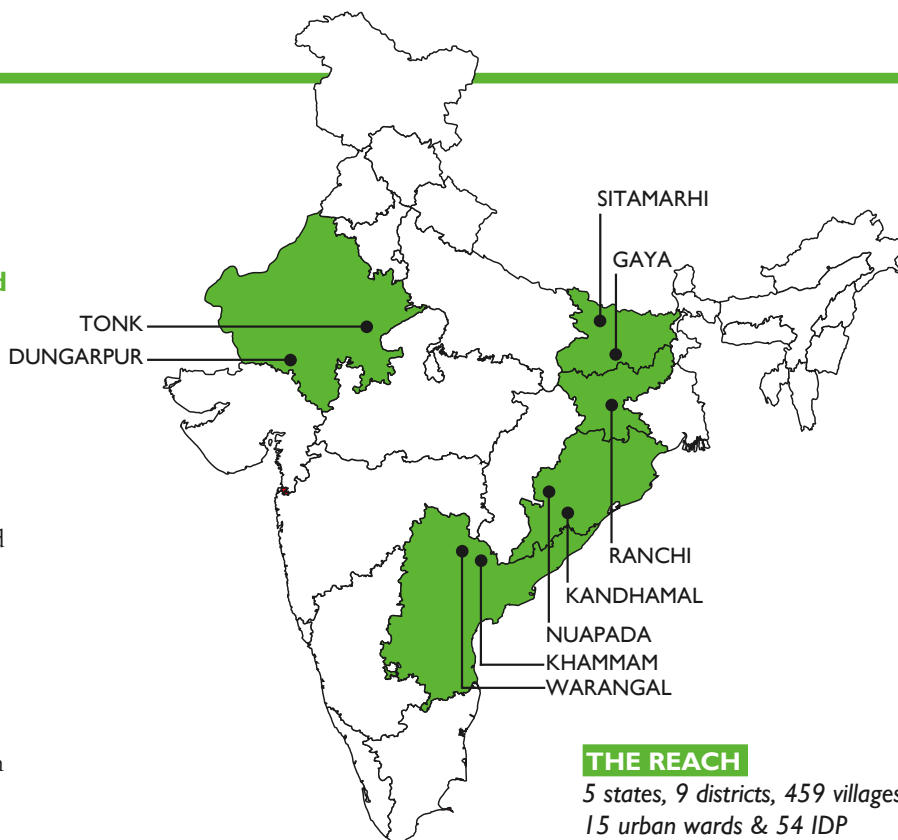 SITAMARHI
GAYA
TONK
DUNGARPUR
RANCHI
KANDHAMAL
NUAPADA
KHAMMAM
WARANGAL
THE REACH
5 states, 9 districts, 459 villages
15 urban wards & 54 IDP